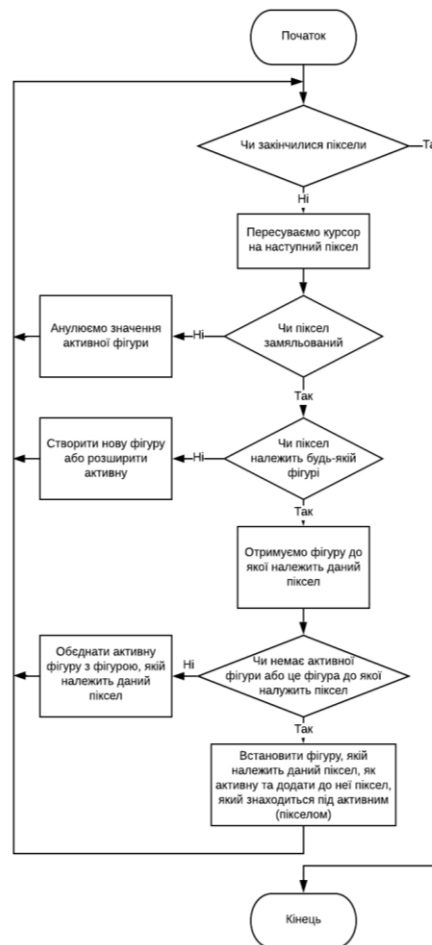 Початок
Чи закінчилися пікселі
Та
Ні
Пересуваємо курсор
на наступний піксел
Анулюємо значення
активної фігури
Ні
Чи піксел
замяльований
Так
Створити нову фігуру
або розширити
активну
Ні
Чи піксел
належить будь-якій
фігурі
Так
Отримуємо фігуру до
якої належить даний
піксел
Обєднати активну
фігуру з фігурою, якій
належить даний
піксел
Ні
Чи немає активної
фігури або це фігура до якої
налужить піксел
Так
Встановити фігуру, якій
належить даний піксел, як
активну та додати до неї піксел,
який знаходиться під активним
(пікселом)
Кінець